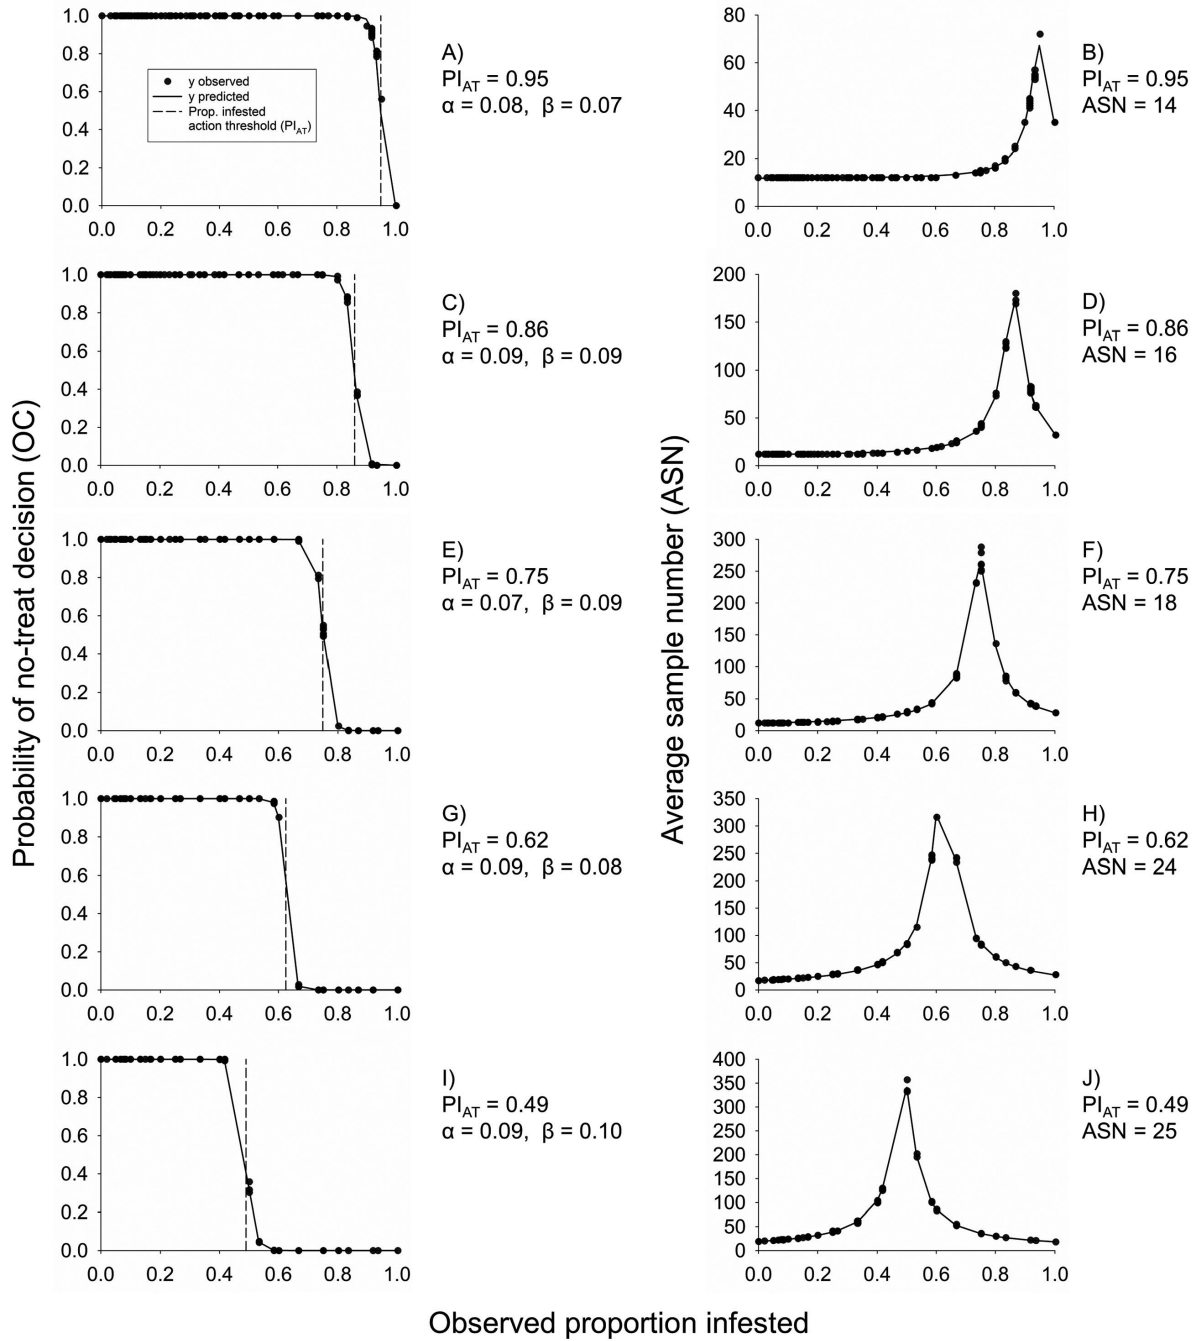 1.0
0.8
0.6
0.4
0.2
0.0
0.0 0.2 0.4 0.6 0.8 1.0
y observed
y predicted
Prop. infested
action threshold (PI_AT)
A)
PI_AT = 0.95
α = 0.08, β = 0.07
80
60
40
20
0
0.0 0.2 0.4 0.6 0.8 1.0
B)
PI_AT = 0.95
ASN = 14
1.0
0.8
0.6
0.4
0.2
0.0
0.0 0.2 0.4 0.6 0.8 1.0
C)
PI_AT = 0.86
α = 0.09, β = 0.09
200
150
100
50
0
0.0 0.2 0.4 0.6 0.8 1.0
D)
PI_AT = 0.86
ASN = 16
Probability of no-treat decision (OC)
1.0
0.8
0.6
0.4
0.2
0.0
0.0 0.2 0.4 0.6 0.8 1.0
E)
PI_AT = 0.75
α = 0.07, β = 0.09
Average sample number (ASN)
300
250
200
150
100
50
0
0.0 0.2 0.4 0.6 0.8 1.0
F)
PI_AT = 0.75
ASN = 18
1.0
0.8
0.6
0.4
0.2
0.0
0.0 0.2 0.4 0.6 0.8 1.0
G)
PI_AT = 0.62
α = 0.09, β = 0.08
350
300
250
200
150
100
50
0
0.0 0.2 0.4 0.6 0.8 1.0
H)
PI_AT = 0.62
ASN = 24
1.0
0.8
0.6
0.4
0.2
0.0
0.0 0.2 0.4 0.6 0.8 1.0
I)
PI_AT = 0.49
α = 0.09, β = 0.10
400
350
300
250
200
150
100
50
0
0.0 0.2 0.4 0.6 0.8 1.0
J)
PI_AT = 0.49
ASN = 25
Observed proportion infested